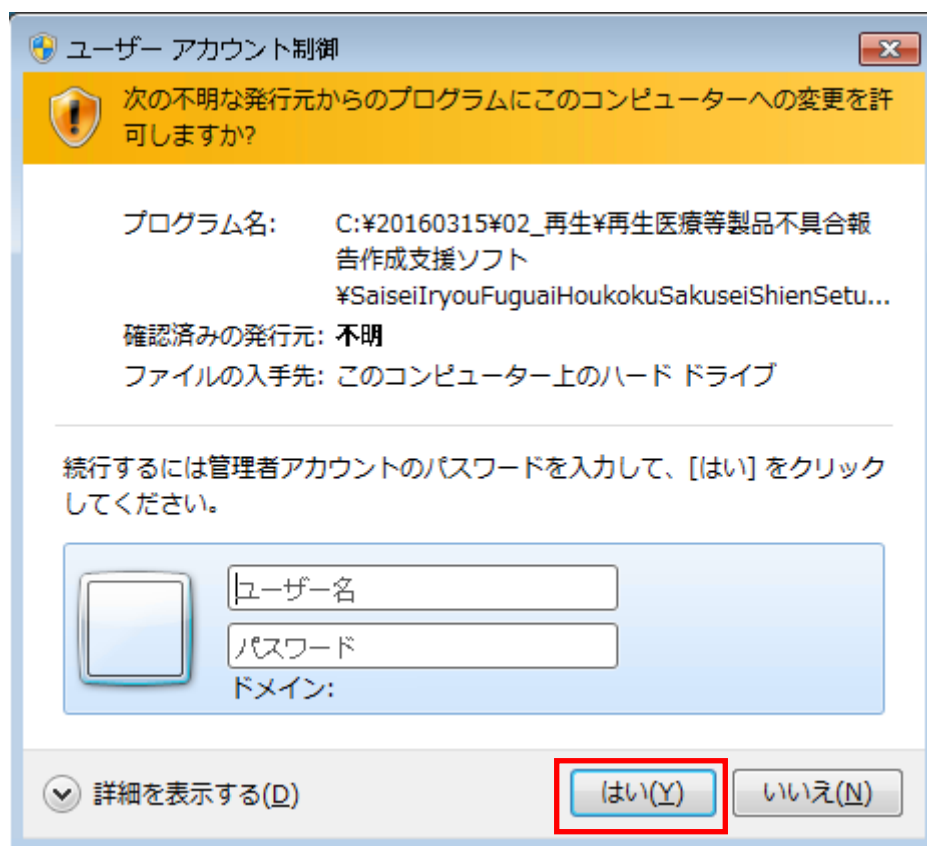 ユーザー アカウント制御
次の不明な発行元からのプログラムにこのコンピューターへの変更を許
可しますか?
プログラム名: C:¥20160315¥02_再生¥再生医療等製品不具合報
告作成支援ソフト
¥SaiseiIryouFuguaiHoukokuSakuseiShienSetu...
確認済みの発行元: 不明
ファイルの入手先: このコンピューター上のハード ドライブ
続行するには管理者アカウントのパスワードを入力して、[はい] をクリック
してください。
ユーザー名
パスワード
ドメイン:
詳細を表示する(D) はい(Y) いいえ(N)